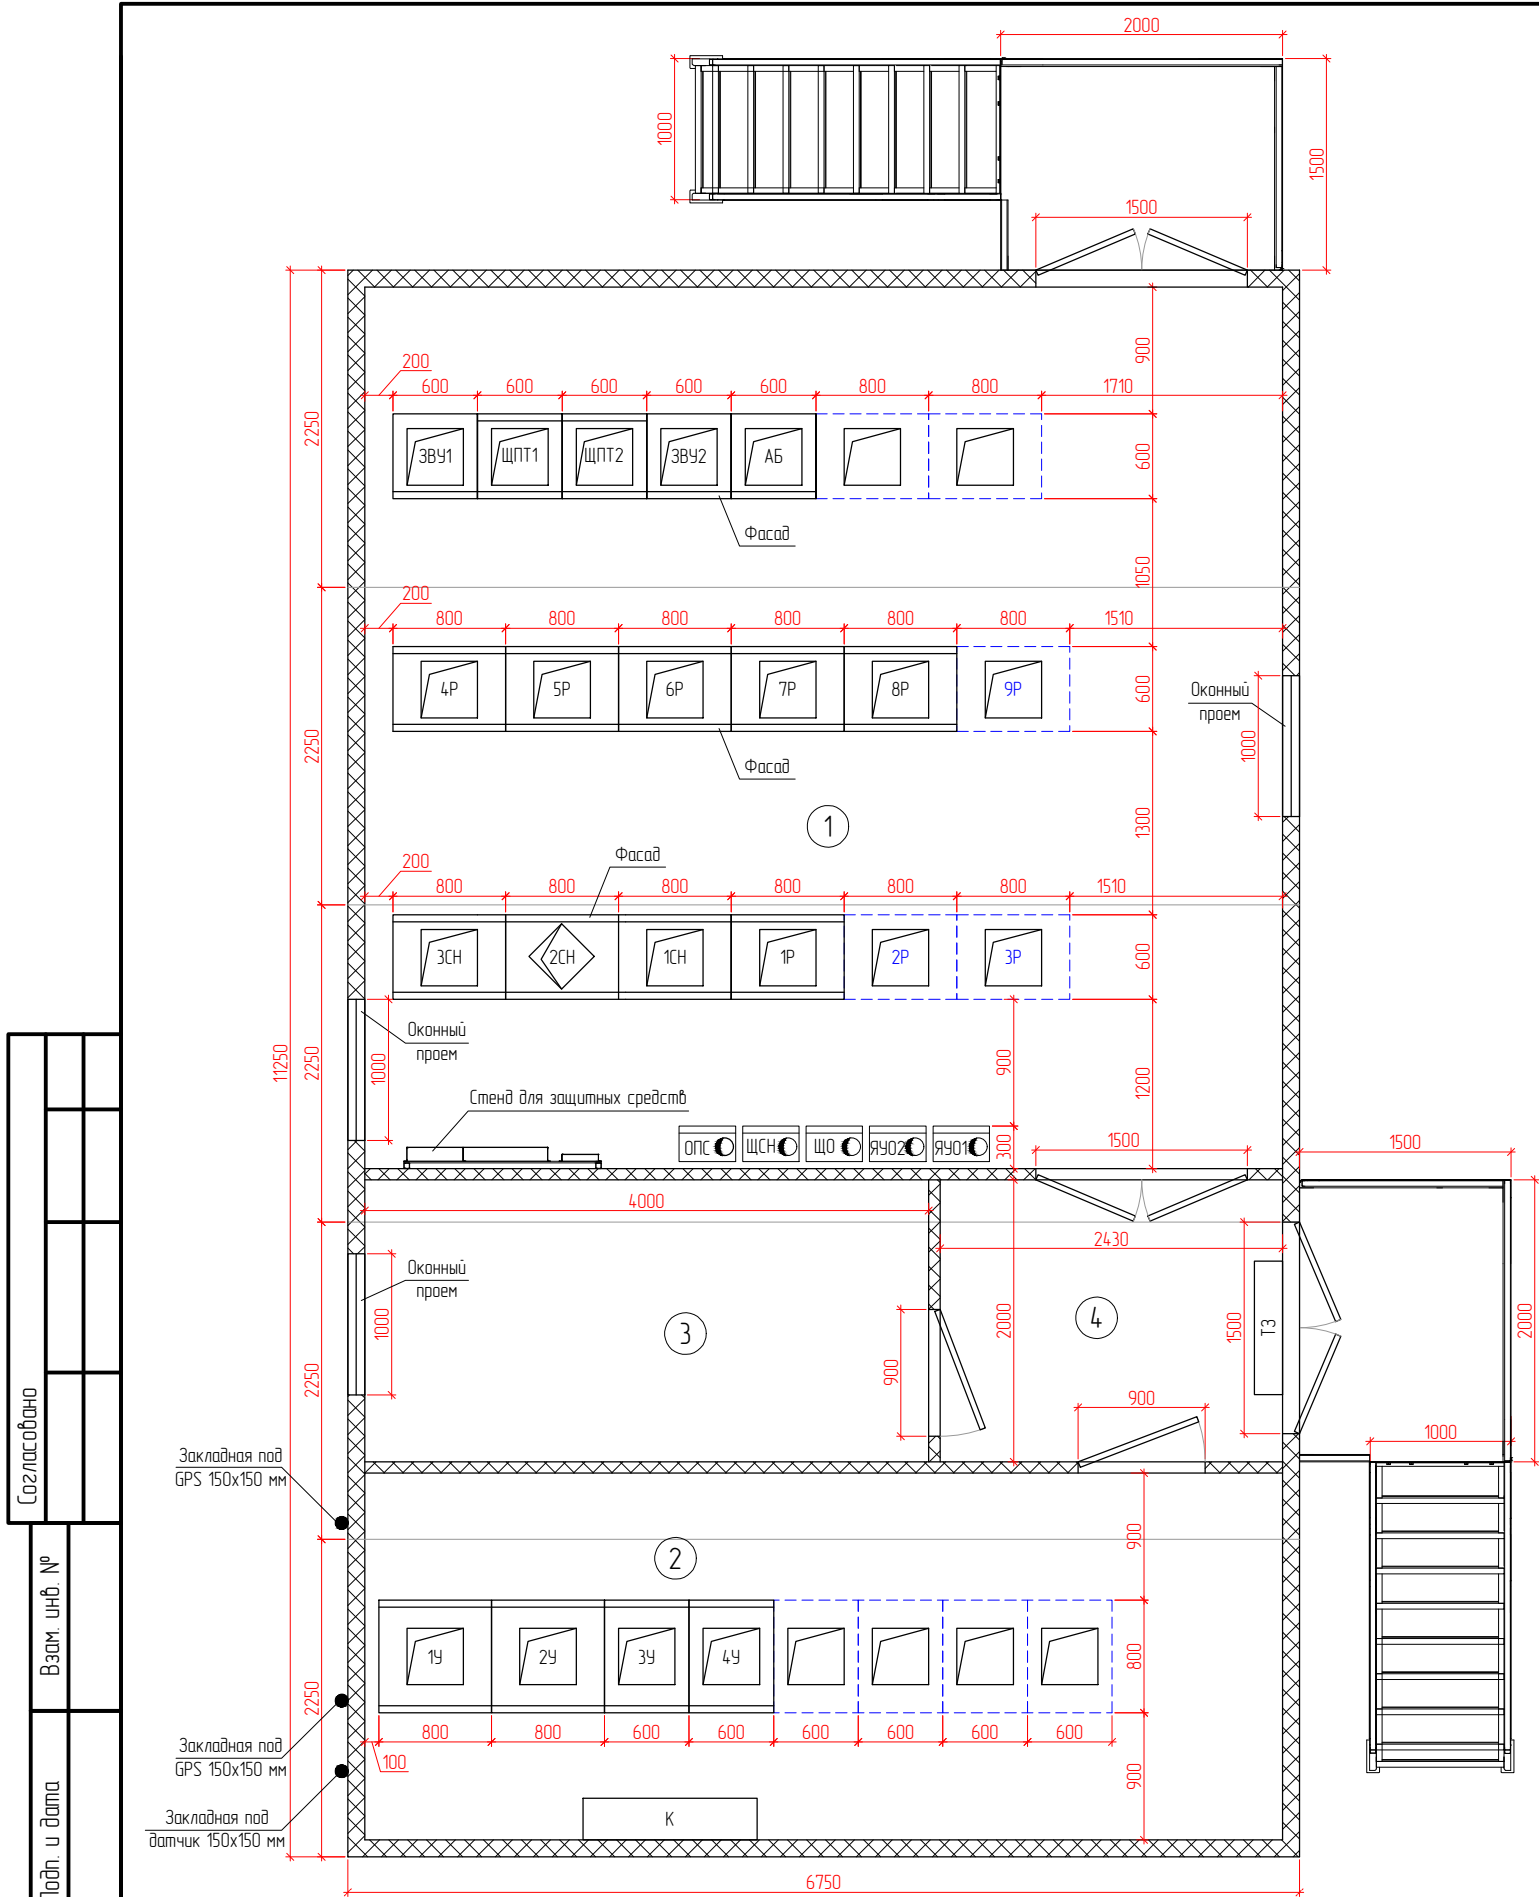 2000
1000
1500
1500
900
200
600
600
600
600
600
800
800
1710
2250
ЗВУ1
ЩПТ1
ЩПТ2
ЗВУ2
АБ
600
Фасад
1050
200
800
800
800
800
800
800
1510
4Р
5Р
6Р
7Р
8Р
9Р
600
Оконный
проем
2250
1000
Фасад
1300
1
Фасад
200
800
800
800
800
800
800
1510
3СН
2СН
1СН
1Р
2Р
3Р
600
Оконный
проем
11250
2250
1000
900
1200
Стенд для защитных средств
ОПС
ЩСН
ЩО
ЯУО2
ЯУО1
300
1500
1500
4000
2430
Оконный
проем
1000
3
4
2000
1500
ТЗ
2000
2250
900
900
1000
Согласовано
Закладная под
GPS 150х150 мм
900
2
Взам. инв. №
1У
2У
3У
4У
800
2250
800
800
600
600
600
600
600
600
Закладная под
GPS 150х150 мм
100
900
Закладная под
датчик 150х150 мм
К
Подп. и дата
6750